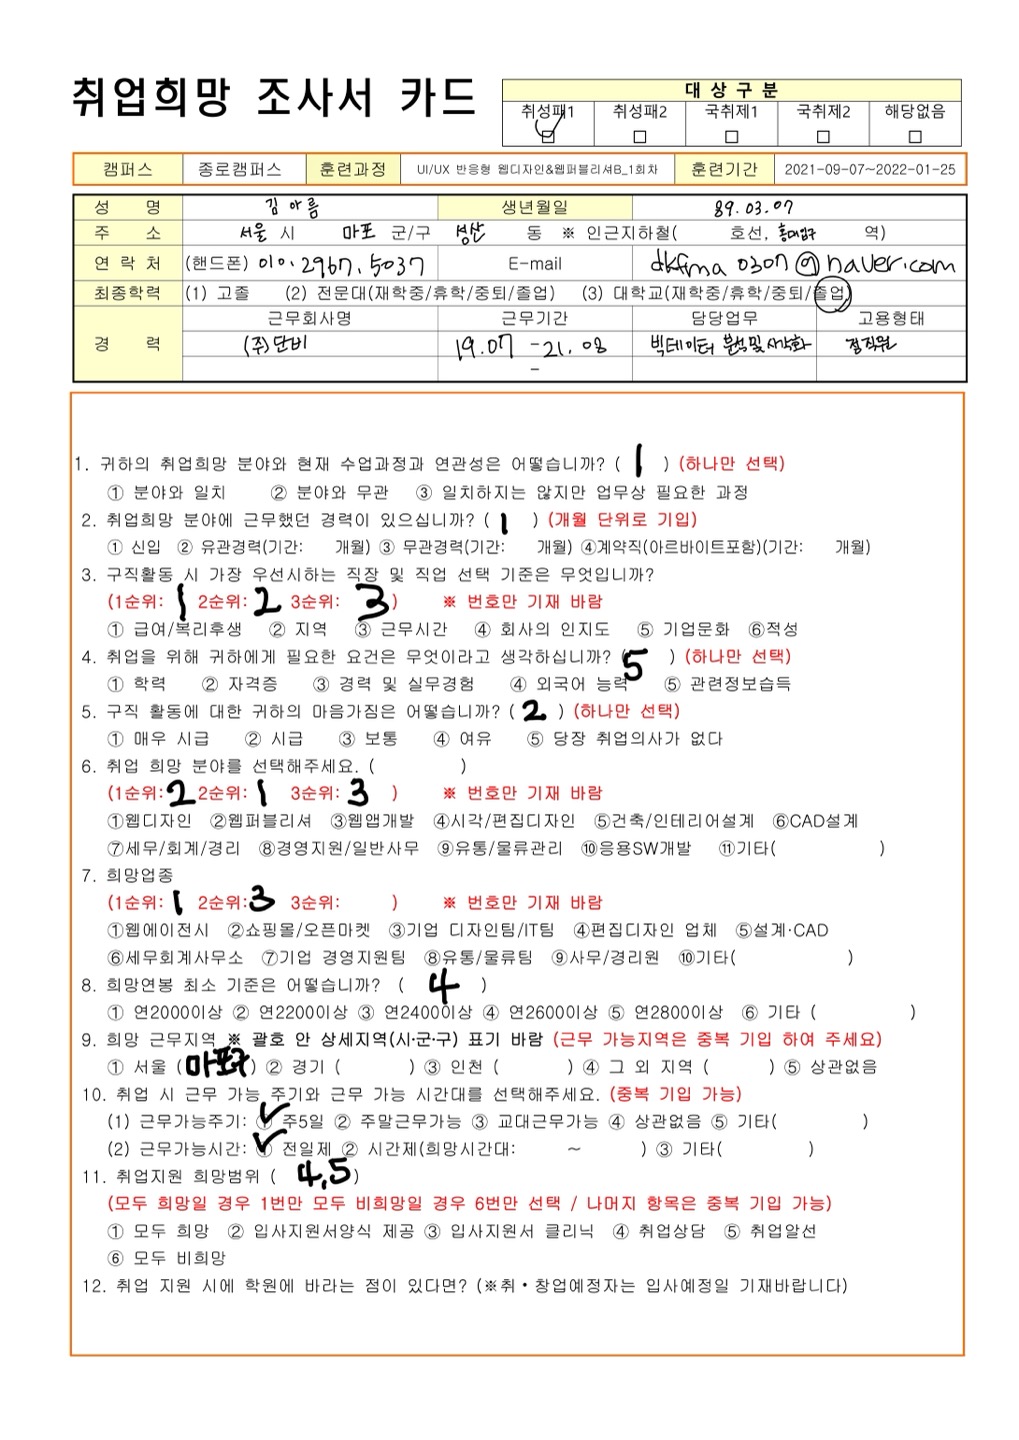 취업희망 조사서 카드
대 상 구 분
취성패1 취성패2 국취제1 국취제2 해당없음
☑ □ □ □ □
캠퍼스 종로캠퍼스 훈련과정 UI/UX 반응형 웹디자인&웹퍼블리셔B_1회차 훈련기간 2021-09-07~2022-01-25
성 명 김아름 생년월일 89.03.07
주 소 서울 시 마포 군/구 성산 동 ※ 인근지하철( 호선, 홍대입구 역)
연 락 처 (핸드폰) 010.2967.5037 E-mail dkfma0307@naver.com
최종학력 (1) 고졸 (2) 전문대(재학중/휴학/중퇴/졸업) (3) 대학교(재학중/휴학/중퇴/졸업)
경 력 근무회사명 근무기간 담당업무 고용형태
(주)단비 19.07 - 21.08 빅데이터 분석및시각화 정직원
-
1. 귀하의 취업희망 분야와 현재 수업과정과 연관성은 어떻습니까? ( 1 ) (하나만 선택)
① 분야와 일치 ② 분야와 무관 ③ 일치하지는 않지만 업무상 필요한 과정
2. 취업희망 분야에 근무했던 경력이 있으십니까? ( 1 ) (개월 단위로 기입)
① 신입 ② 유관경력(기간: 개월) ③ 무관경력(기간: 개월) ④계약직(아르바이트포함)(기간: 개월)
3. 구직활동 시 가장 우선시하는 직장 및 직업 선택 기준은 무엇입니까?
(1순위: 1 2순위: 2 3순위: 3 ) ※ 번호만 기재 바람
① 급여/복리후생 ② 지역 ③ 근무시간 ④ 회사의 인지도 ⑤ 기업문화 ⑥적성
4. 취업을 위해 귀하에게 필요한 요건은 무엇이라고 생각하십니까? ( 5 ) (하나만 선택)
① 학력 ② 자격증 ③ 경력 및 실무경험 ④ 외국어 능력 ⑤ 관련정보습득
5. 구직 활동에 대한 귀하의 마음가짐은 어떻습니까? ( 2 ) (하나만 선택)
① 매우 시급 ② 시급 ③ 보통 ④ 여유 ⑤ 당장 취업의사가 없다
6. 취업 희망 분야를 선택해주세요. ( )
(1순위: 2 2순위: 1 3순위: 3 ) ※ 번호만 기재 바람
①웹디자인 ②웹퍼블리셔 ③웹앱개발 ④시각/편집디자인 ⑤건축/인테리어설계 ⑥CAD설계
⑦세무/회계/경리 ⑧경영지원/일반사무 ⑨유통/물류관리 ⑩응용SW개발 ⑪기타( )
7. 희망업종
(1순위: 1 2순위: 3 3순위: ) ※ 번호만 기재 바람
①웹에이전시 ②쇼핑몰/오픈마켓 ③기업 디자인팀/IT팀 ④편집디자인 업체 ⑤설계·CAD
⑥세무회계사무소 ⑦기업 경영지원팀 ⑧유통/물류팀 ⑨사무/경리원 ⑩기타( )
8. 희망연봉 최소 기준은 어떻습니까? ( 4 )
① 연2000이상 ② 연2200이상 ③ 연2400이상 ④ 연2600이상 ⑤ 연2800이상 ⑥ 기타 ( )
9. 희망 근무지역 ※ 괄호 안 상세지역(시·군·구) 표기 바람 (근무 가능지역은 중복 기입 하여 주세요)
① 서울 ( 마포구 ) ② 경기 ( ) ③ 인천 ( ) ④ 그 외 지역 ( ) ⑤ 상관없음
10. 취업 시 근무 가능 주기와 근무 가능 시간대를 선택해주세요. (중복 기입 가능)
(1) 근무가능주기: ① 주5일 ② 주말근무가능 ③ 교대근무가능 ④ 상관없음 ⑤ 기타( )
(2) 근무가능시간: ① 전일제 ② 시간제(희망시간대: ~ ) ③ 기타( )
11. 취업지원 희망범위 ( 4,5 )
(모두 희망일 경우 1번만 모두 비희망일 경우 6번만 선택 / 나머지 항목은 중복 기입 가능)
① 모두 희망 ② 입사지원서양식 제공 ③ 입사지원서 클리닉 ④ 취업상담 ⑤ 취업알선
⑥ 모두 비희망
12. 취업 지원 시에 학원에 바라는 점이 있다면? (※취·창업예정자는 입사예정일 기재바랍니다)